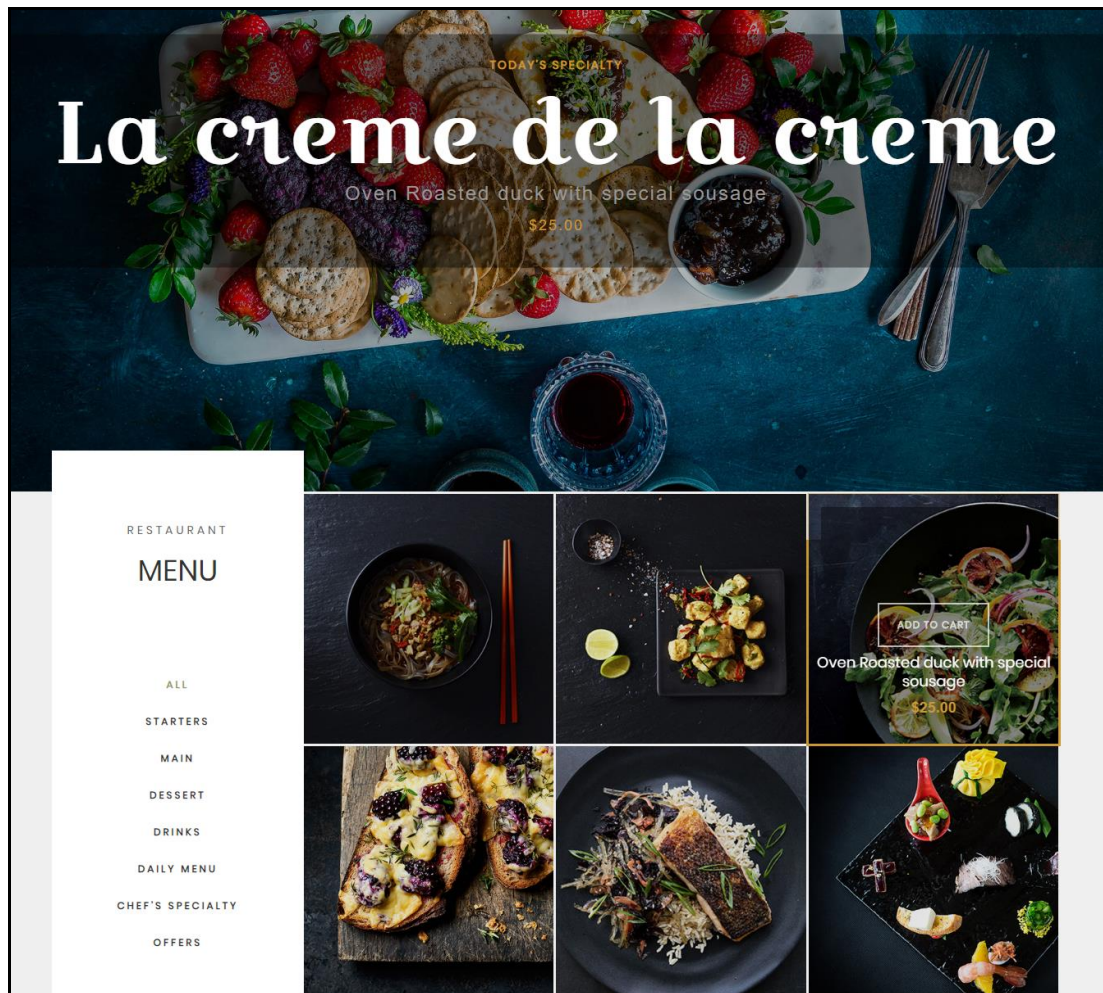 TODAY'S SPECIALTY
La creme de la creme
Oven Roasted duck with special sousage
$25.00
RESTAURANT
MENU
ALL
STARTERS
MAIN
DESSERT
DRINKS
DAILY MENU
CHEF'S SPECIALTY
OFFERS
ADD TO CART
Oven Roasted duck with special
sousage
$25.00